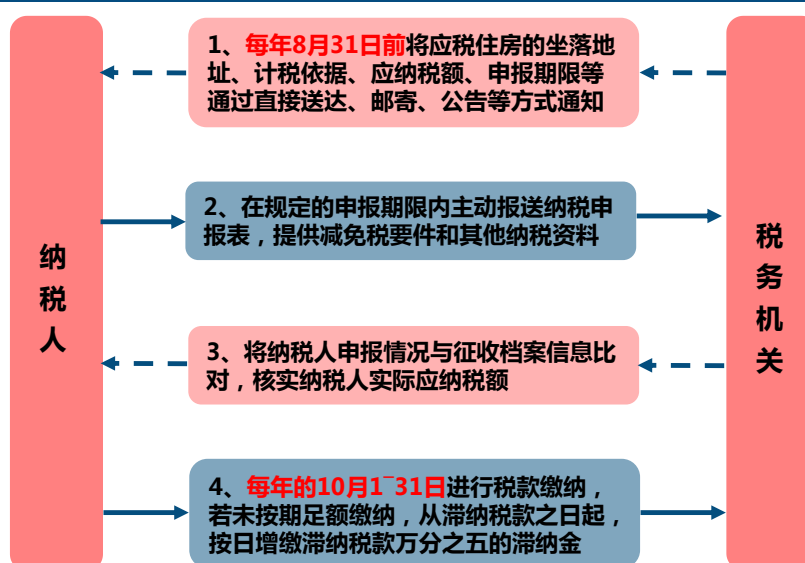 1、每年8月31日前将应税住房的坐落地
址、计税依据、应纳税额、申报期限等
通过直接送达、邮寄、公告等方式通知
2、在规定的申报期限内主动报送纳税申
报表，提供减免税要件和其他纳税资料
纳税人
税务机关
3、将纳税人申报情况与征收档案信息比
对，核实纳税人实际应纳税额
4、每年的10月1‾31日进行税款缴纳，
若未按期足额缴纳，从滞纳税款之日起，
按日增缴滞纳税款万分之五的滞纳金